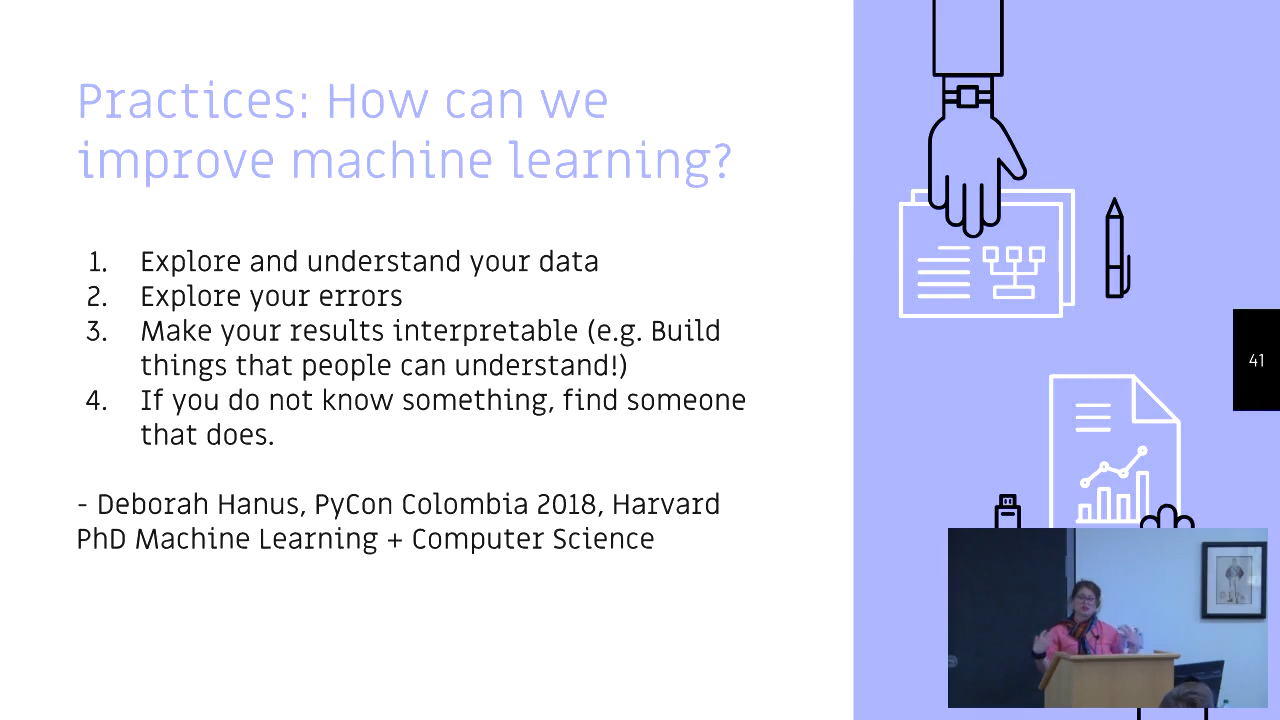 Practices: How can we
improve machine learning?
1. Explore and understand your data
2. Explore your errors
3. Make your results interpretable (e.g. Build
things that people can understand!)
4. If you do not know something, find someone
that does.
- Deborah Hanus, PyCon Colombia 2018, Harvard
PhD Machine Learning + Computer Science
41